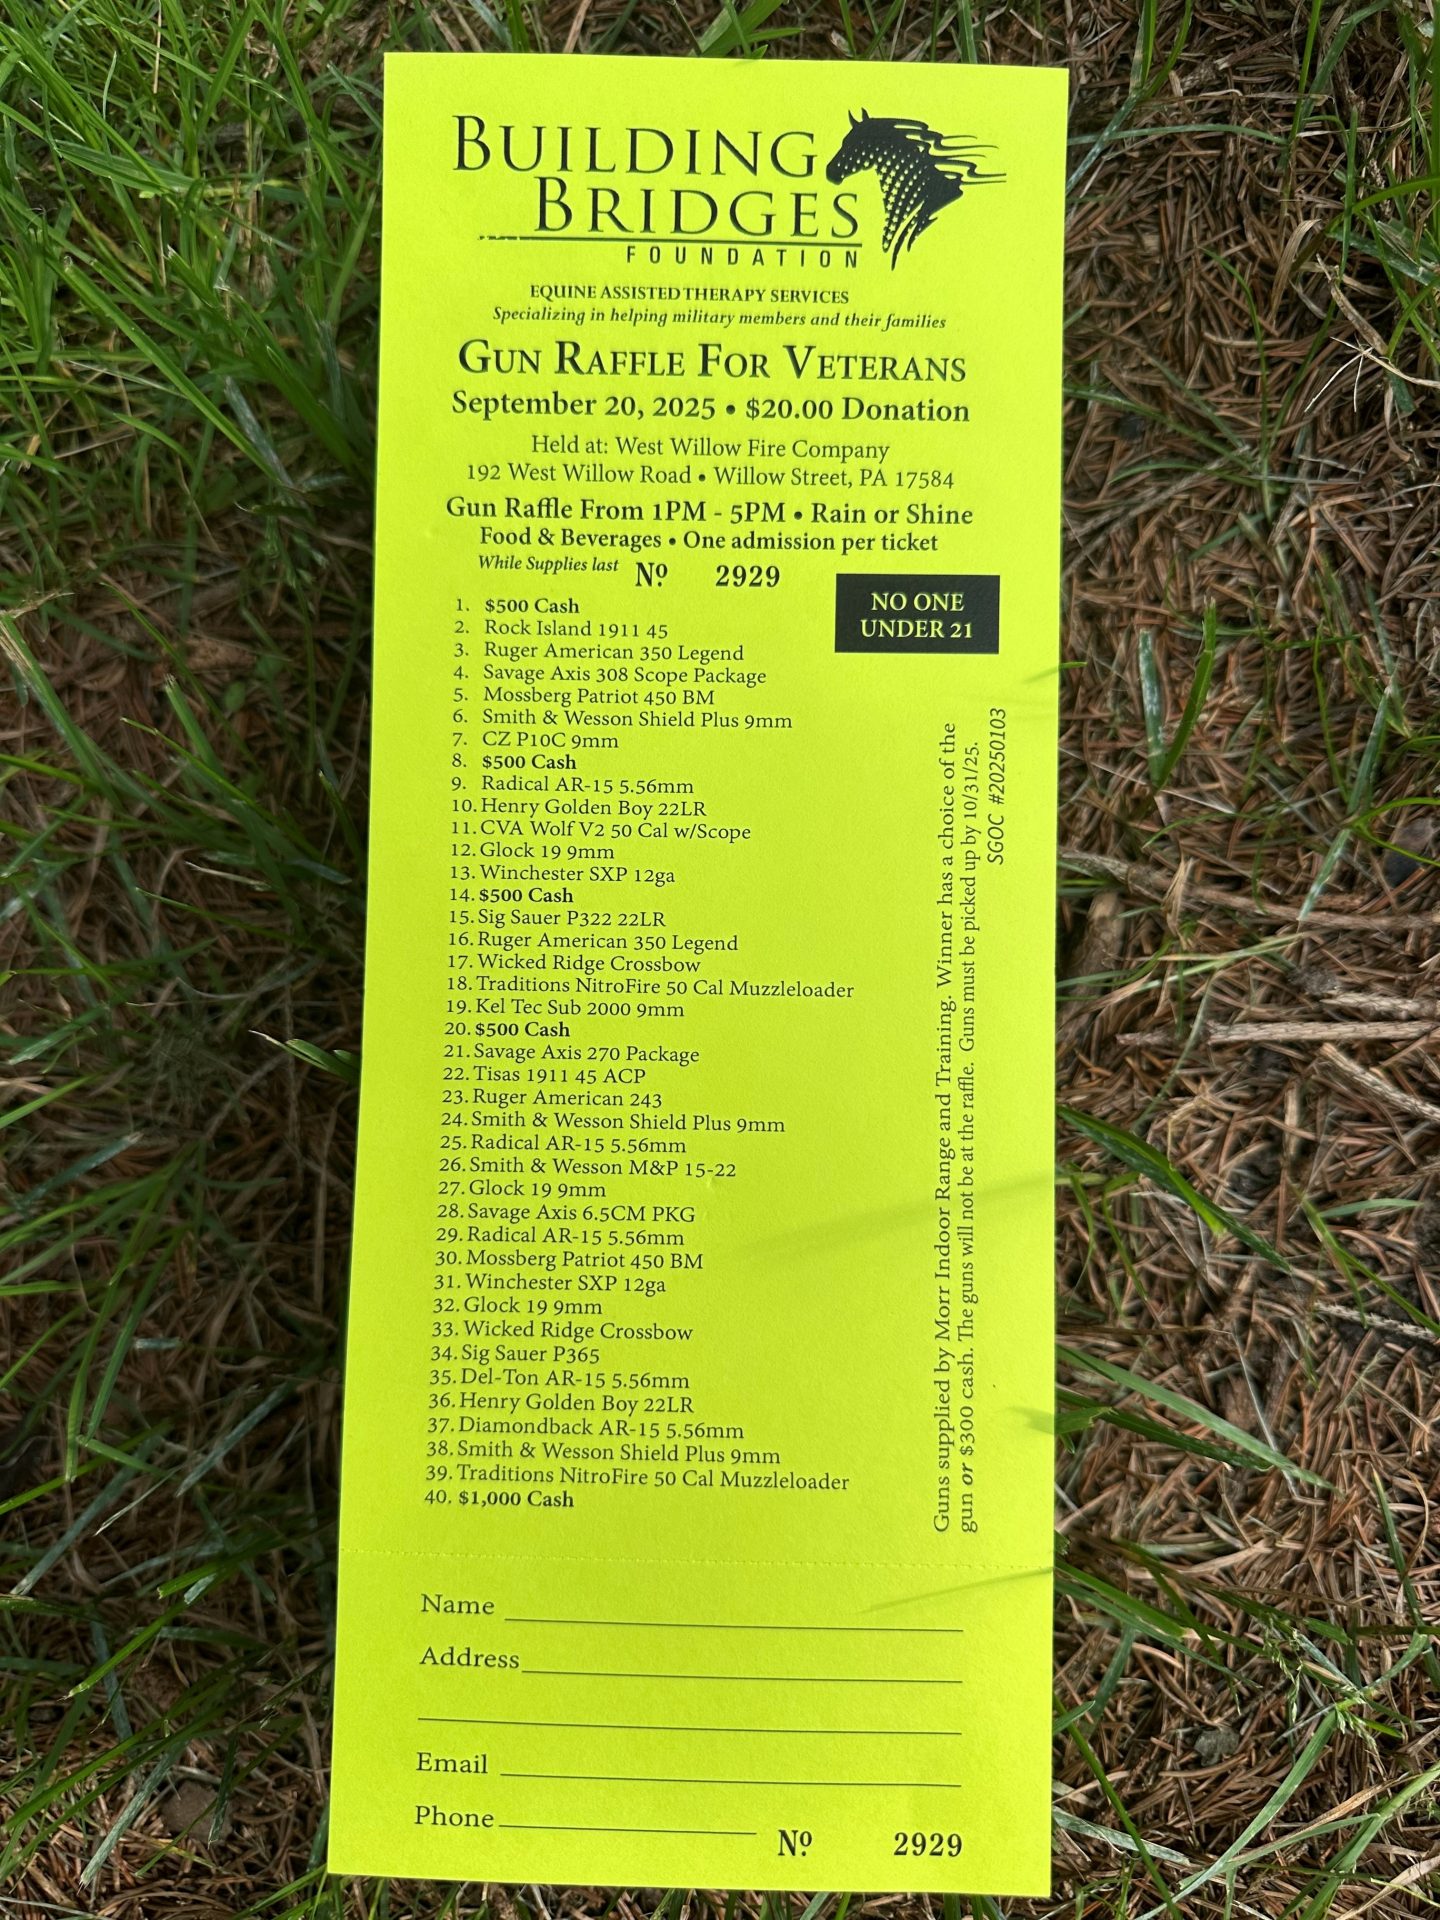 BUILDING
BRIDGES
FOUNDATION
EQUINE ASSISTED THERAPY SERVICES
Specializing in helping military members and their families
GUN RAFFLE FOR VETERANS
September 20, 2025 • $20.00 Donation
Held at: West Willow Fire Company
192 West Willow Road • Willow Street, PA 17584
Gun Raffle From 1PM - 5PM • Rain or Shine
Food & Beverages • One admission per ticket
While Supplies last
Nº 2929
NO ONE
UNDER 21
1. $500 Cash
2. Rock Island 1911 45
3. Ruger American 350 Legend
4. Savage Axis 308 Scope Package
5. Mossberg Patriot 450 BM
6. Smith & Wesson Shield Plus 9mm
7. CZ P10C 9mm
8. $500 Cash
9. Radical AR-15 5.56mm
10. Henry Golden Boy 22LR
11. CVA Wolf V2 50 Cal w/Scope
12. Glock 19 9mm
13. Winchester SXP 12ga
14. $500 Cash
15. Sig Sauer P322 22LR
16. Ruger American 350 Legend
17. Wicked Ridge Crossbow
18. Traditions NitroFire 50 Cal Muzzleloader
19. Kel Tec Sub 2000 9mm
20. $500 Cash
21. Savage Axis 270 Package
22. Tisas 1911 45 ACP
23. Ruger American 243
24. Smith & Wesson Shield Plus 9mm
25. Radical AR-15 5.56mm
26. Smith & Wesson M&P 15-22
27. Glock 19 9mm
28. Savage Axis 6.5CM PKG
29. Radical AR-15 5.56mm
30. Mossberg Patriot 450 BM
31. Winchester SXP 12ga
32. Glock 19 9mm
33. Wicked Ridge Crossbow
34. Sig Sauer P365
35. Del-Ton AR-15 5.56mm
36. Henry Golden Boy 22LR
37. Diamondback AR-15 5.56mm
38. Smith & Wesson Shield Plus 9mm
39. Traditions NitroFire 50 Cal Muzzleloader
40. $1,000 Cash
Guns supplied by Morr Indoor Range and Training. Winner has a choice of the
gun or $300 cash. The guns will not be at the raffle. Guns must be picked up by 10/31/25.
SGOC #20250103
Name
Address
Email
Phone
Nº 2929